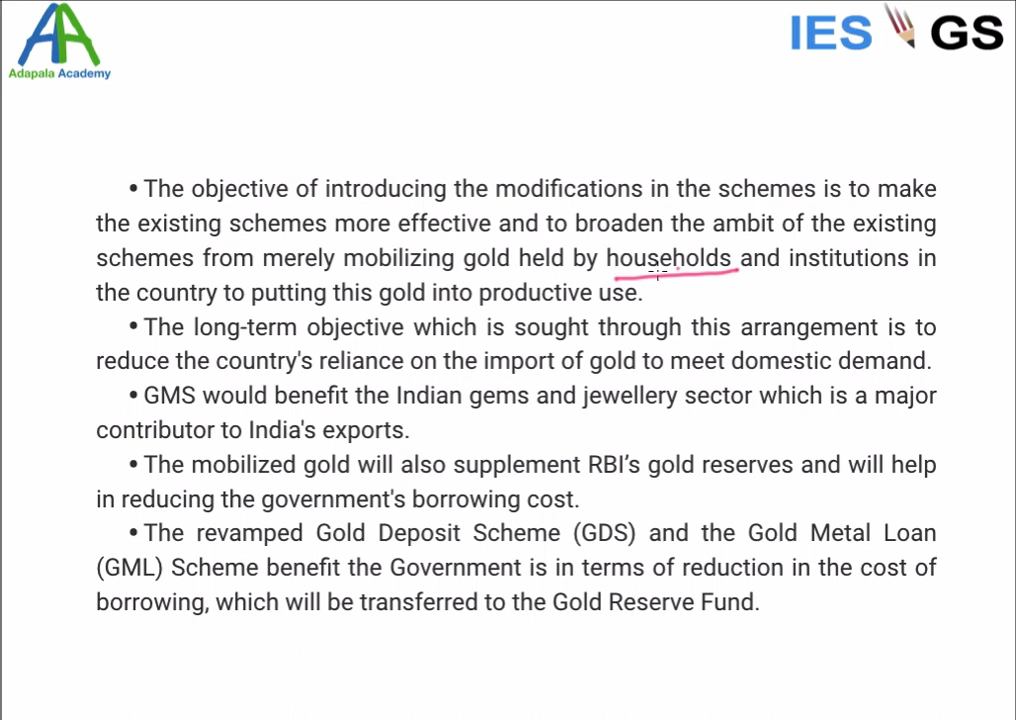 Adapala Academy
IES GS
• The objective of introducing the modifications in the schemes is to make
the existing schemes more effective and to broaden the ambit of the existing
schemes from merely mobilizing gold held by households and institutions in
the country to putting this gold into productive use.
• The long-term objective which is sought through this arrangement is to
reduce the country's reliance on the import of gold to meet domestic demand.
• GMS would benefit the Indian gems and jewellery sector which is a major
contributor to India's exports.
• The mobilized gold will also supplement RBI’s gold reserves and will help
in reducing the government's borrowing cost.
• The revamped Gold Deposit Scheme (GDS) and the Gold Metal Loan
(GML) Scheme benefit the Government is in terms of reduction in the cost of
borrowing, which will be transferred to the Gold Reserve Fund.